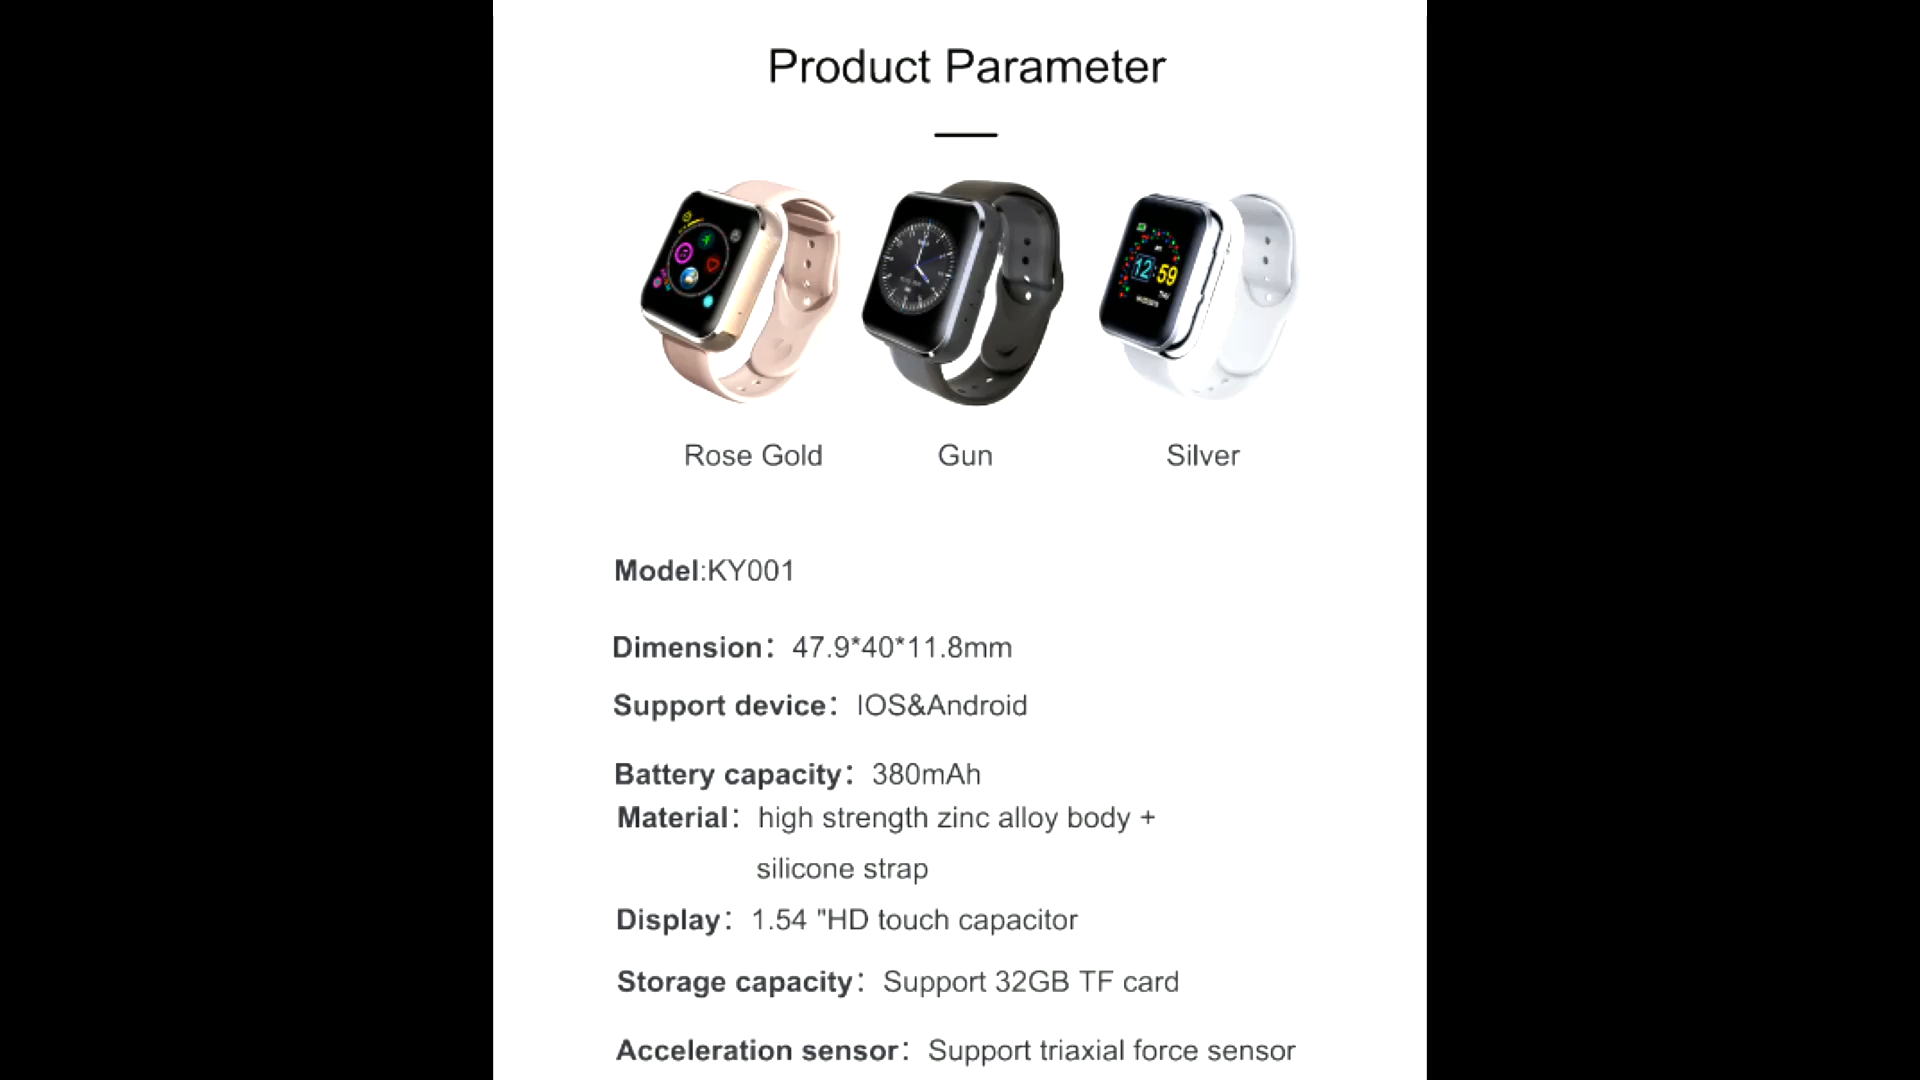 Product Parameter
12:59
Rose Gold
Gun
Silver
Model:KY001
Dimension：47.9*40*11.8mm
Support device：IOS&Android
Battery capacity：380mAh
Material：high strength zinc alloy body +
silicone strap
Display：1.54 "HD touch capacitor
Storage capacity：Support 32GB TF card
Acceleration sensor：Support triaxial force sensor